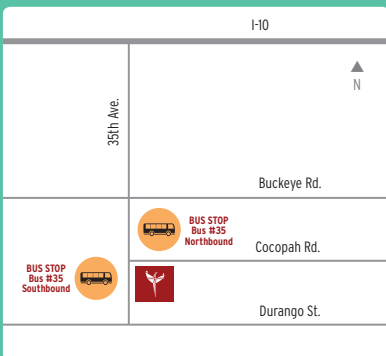 I-10
N
35th Ave.
Buckeye Rd.
BUS STOP
Bus #35
Northbound
Cocopah Rd.
BUS STOP
Bus #35
Southbound
Durango St.